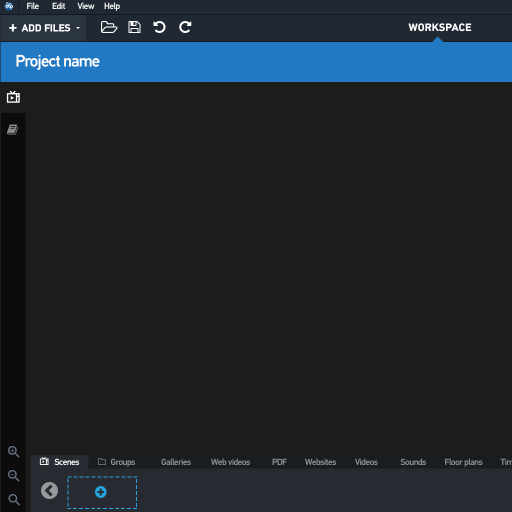 File Edit View Help
ADD FILES
WORKSPACE
Project name
Scenes Groups Galleries Web videos PDF Websites Videos Sounds Floor plans